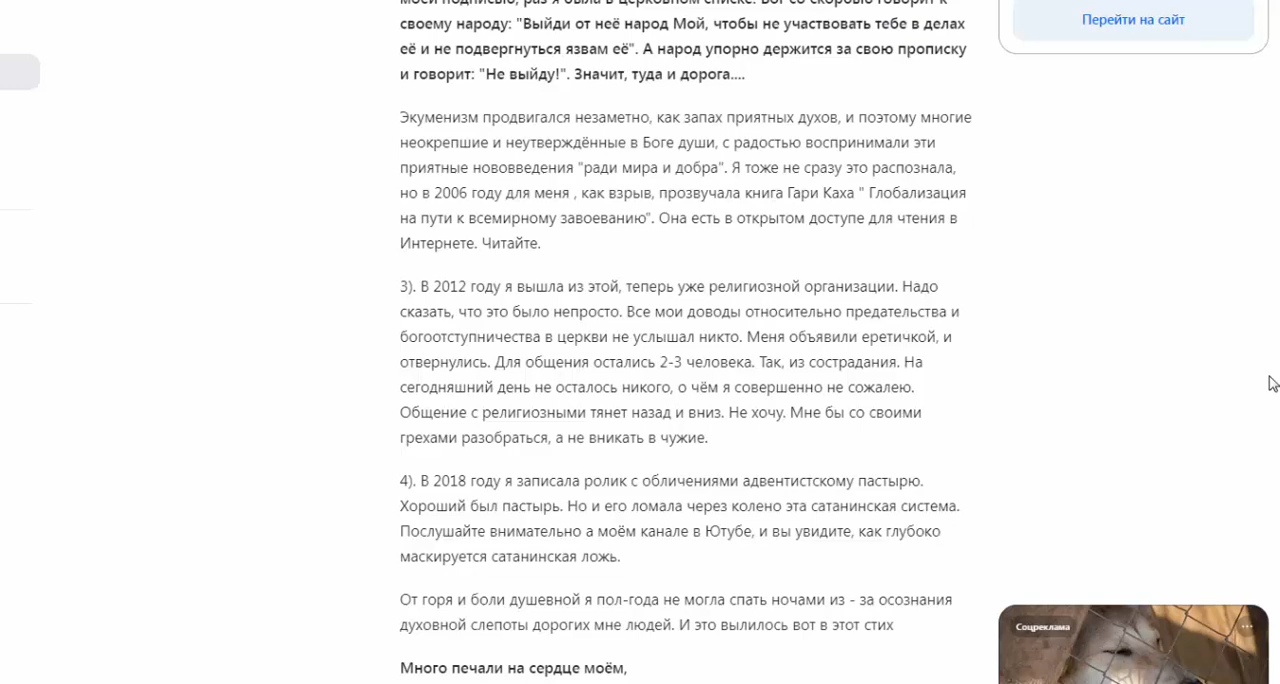 моей подписью, раз я была в церковном списке. Бог со скорбью говорит к
своему народу: "Выйди от неё народ Мой, чтобы не участвовать тебе в делах
её и не подвергнуться язвам её". А народ упорно держится за свою прописку
и говорит: "Не выйду!". Значит, туда и дорога....
Экуменизм продвигался незаметно, как запах приятных духов, и поэтому многие
неокрепшие и неутверждённые в Боге души, с радостью воспринимали эти
приятные нововведения "ради мира и добра". Я тоже не сразу это распознала,
но в 2006 году для меня , как взрыв, прозвучала книга Гари Каха " Глобализация
на пути к всемирному завоеванию". Она есть в открытом доступе для чтения в
Интернете. Читайте.
3). В 2012 году я вышла из этой, теперь уже религиозной организации. Надо
сказать, что это было непросто. Все мои доводы относительно предательства и
богоотступничества в церкви не услышал никто. Меня объявили еретичкой, и
отвернулись. Для общения остались 2-3 человека. Так, из сострадания. На
сегодняшний день не осталось никого, о чём я совершенно не сожалею.
Общение с религиозными тянет назад и вниз. Не хочу. Мне бы со своими
грехами разобраться, а не вникать в чужие.
4). В 2018 году я записала ролик с обличениями адвентистскому пастырю.
Хороший был пастырь. Но и его ломала через колено эта сатанинская система.
Послушайте внимательно а моём канале в Ютубе, и вы увидите, как глубоко
маскируется сатанинская ложь.
От горя и боли душевной я пол-года не могла спать ночами из - за осознания
духовной слепоты дорогих мне людей. И это вылилось вот в этот стих
Много печали на сердце моём,
Перейти на сайт
Соцреклама